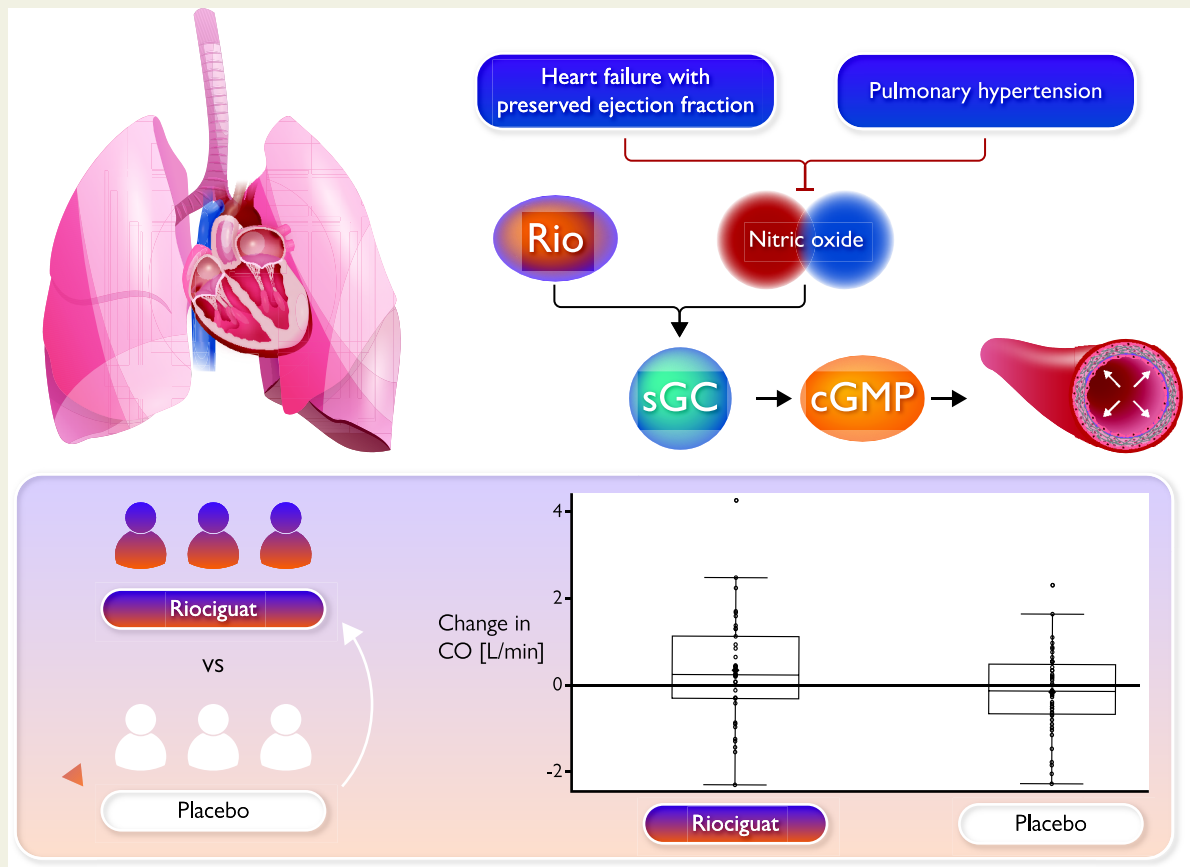 Heart failure with
preserved ejection fraction
Pulmonary hypertension
Rio
Nitric oxide
sGC
cGMP
Riociguat
vs
Placebo
Change in
CO [L/min]
4
2
0
-2
Riociguat
Placebo